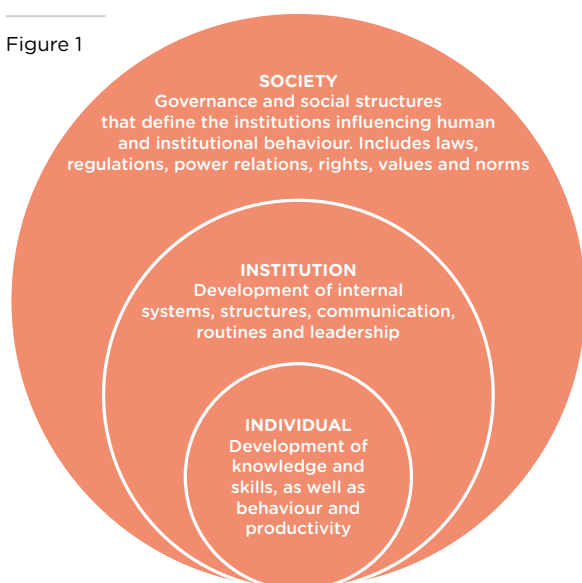 Figure 1
SOCIETY
Governance and social structures
that define the institutions influencing human
and institutional behaviour. Includes laws,
regulations, power relations, rights, values and norms
INSTITUTION
Development of internal
systems, structures, communication,
routines and leadership
INDIVIDUAL
Development of
knowledge and
skills, as well as
behaviour and
productivity